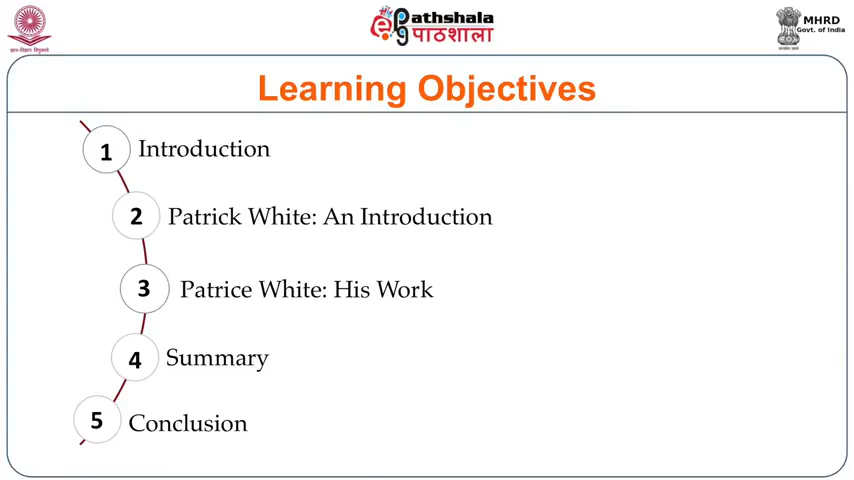 ePathshala
पाठशाला
MHRD
Govt. of India
Learning Objectives
1 Introduction
2 Patrick White: An Introduction
3 Patrice White: His Work
4 Summary
5 Conclusion